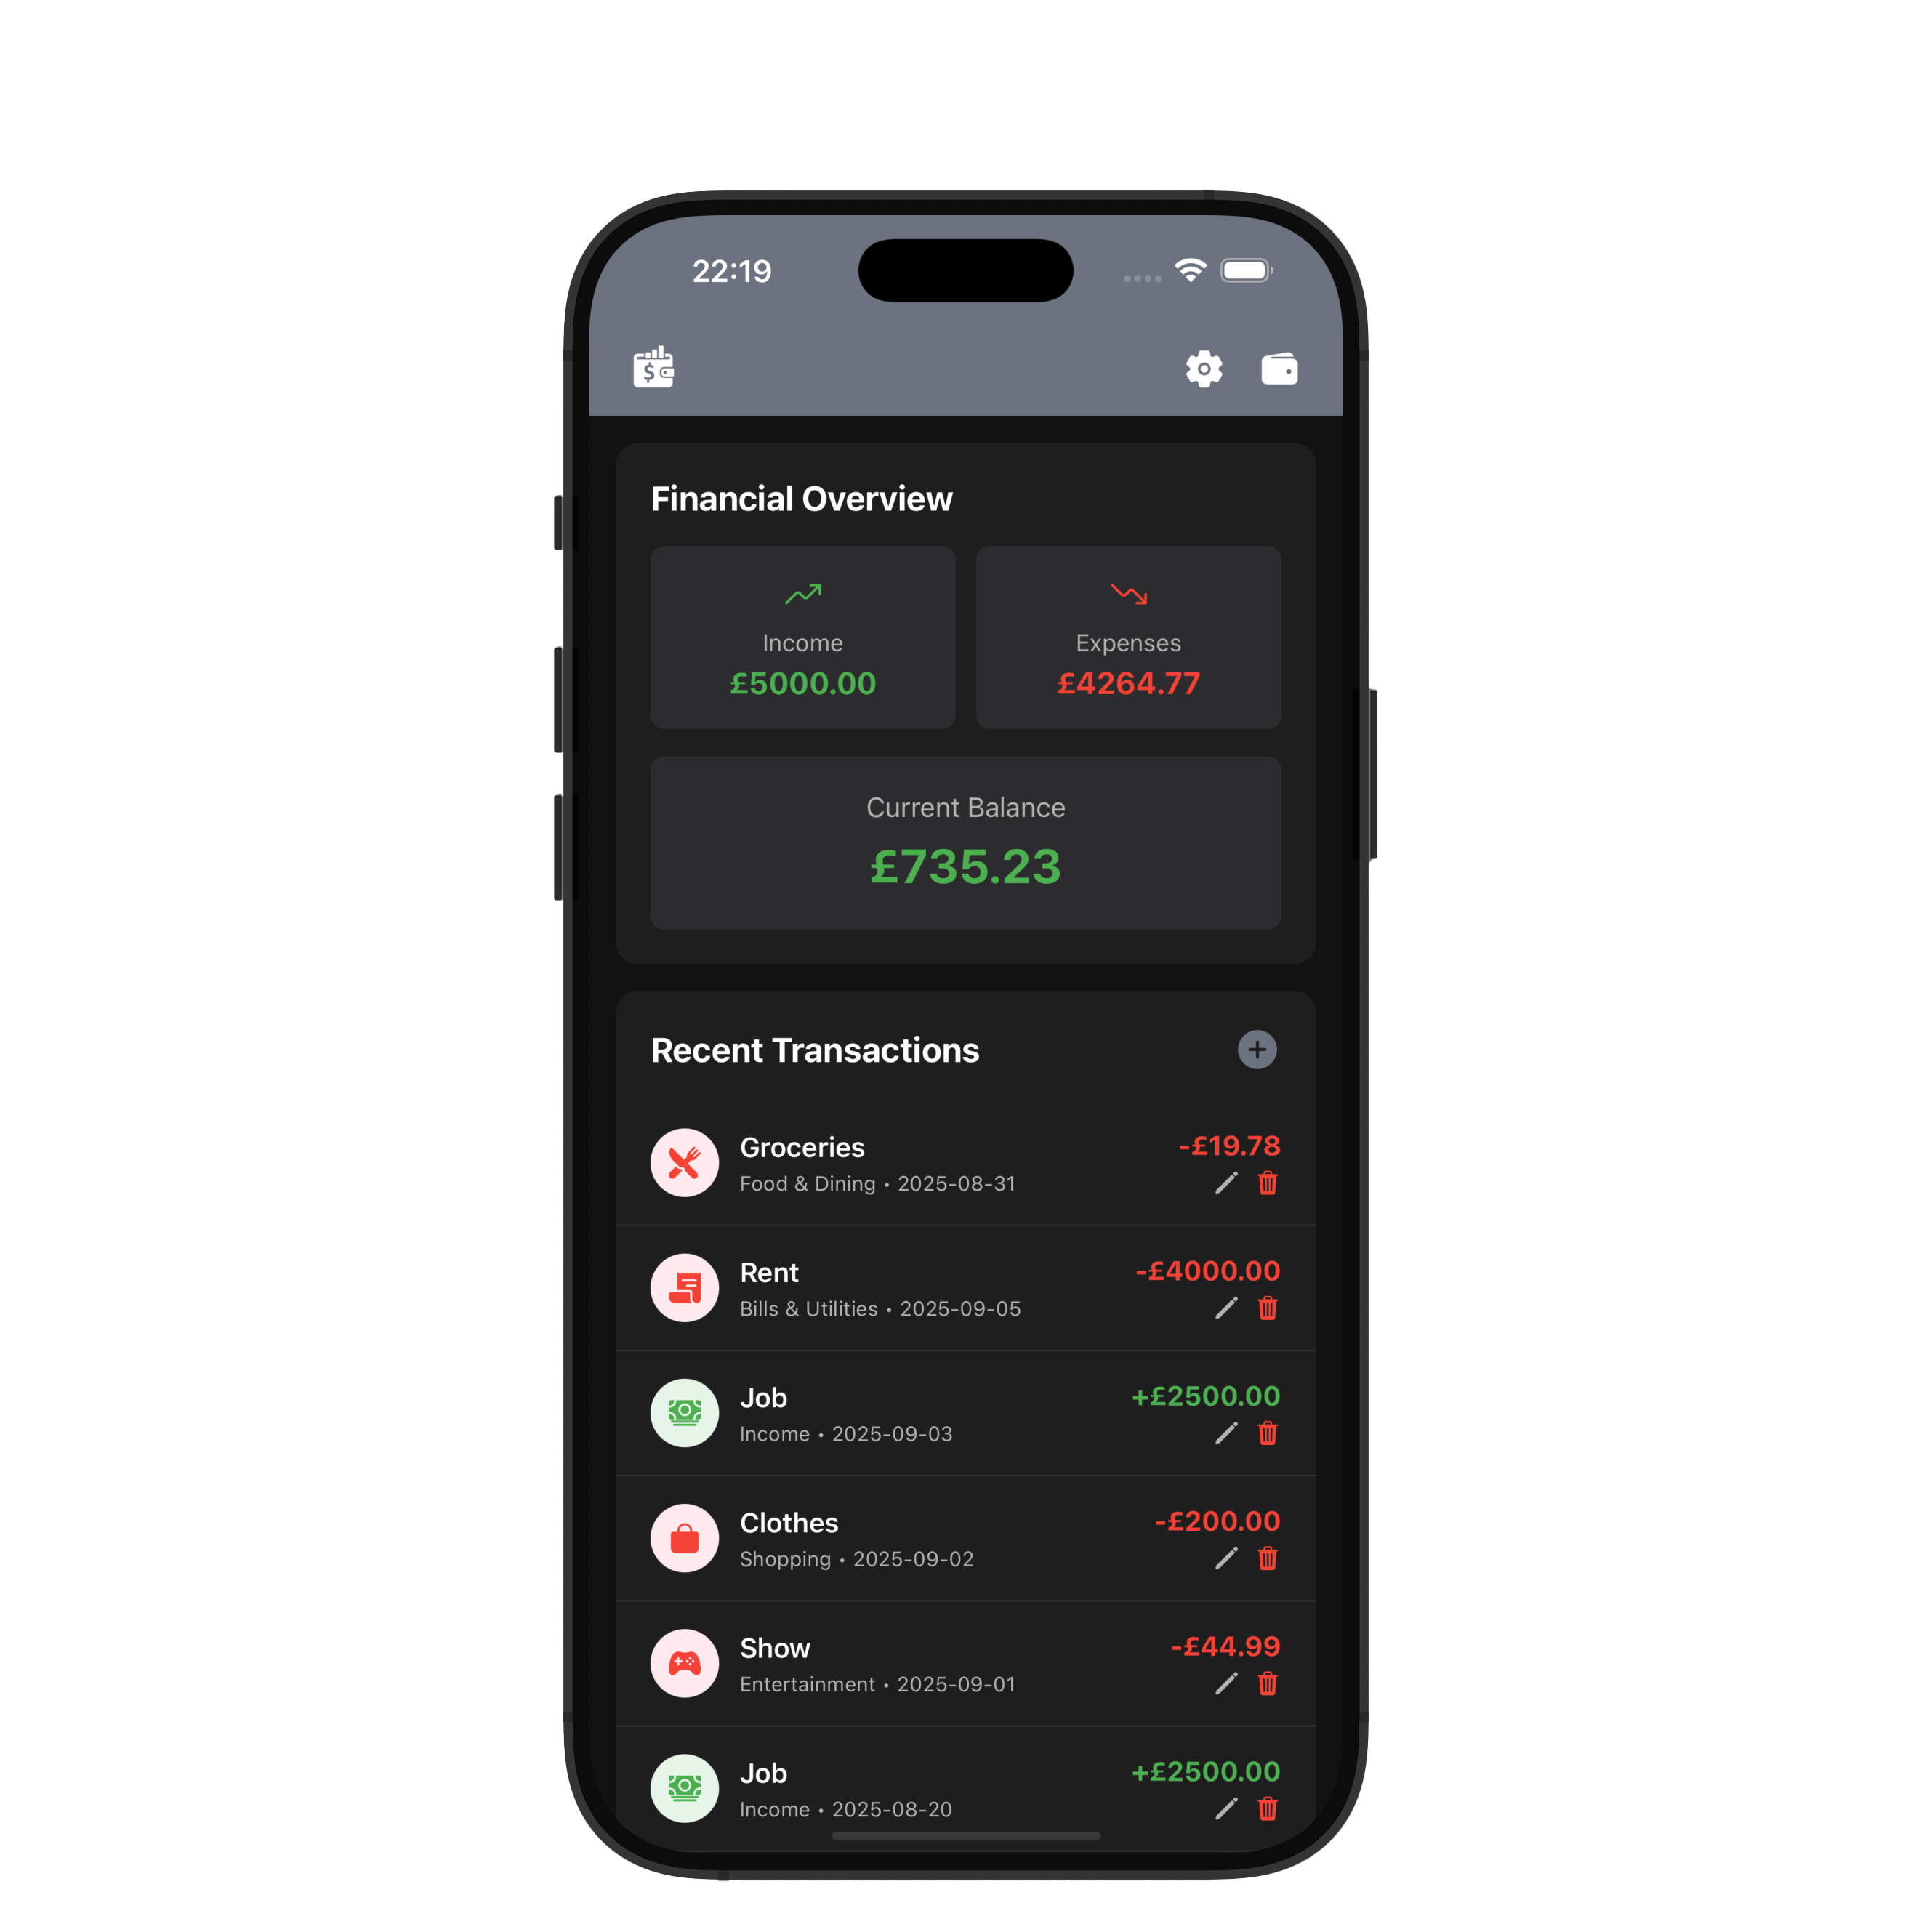 22:19
$
Financial Overview
Income
£5000.00
Expenses
£4264.77
Current Balance
£735.23
Recent Transactions
Groceries
-£19.78
Food & Dining • 2025-08-31
Rent
-£4000.00
Bills & Utilities • 2025-09-05
Job
+£2500.00
Income • 2025-09-03
Clothes
-£200.00
Shopping • 2025-09-02
Show
-£44.99
Entertainment • 2025-09-01
Job
+£2500.00
Income • 2025-08-20